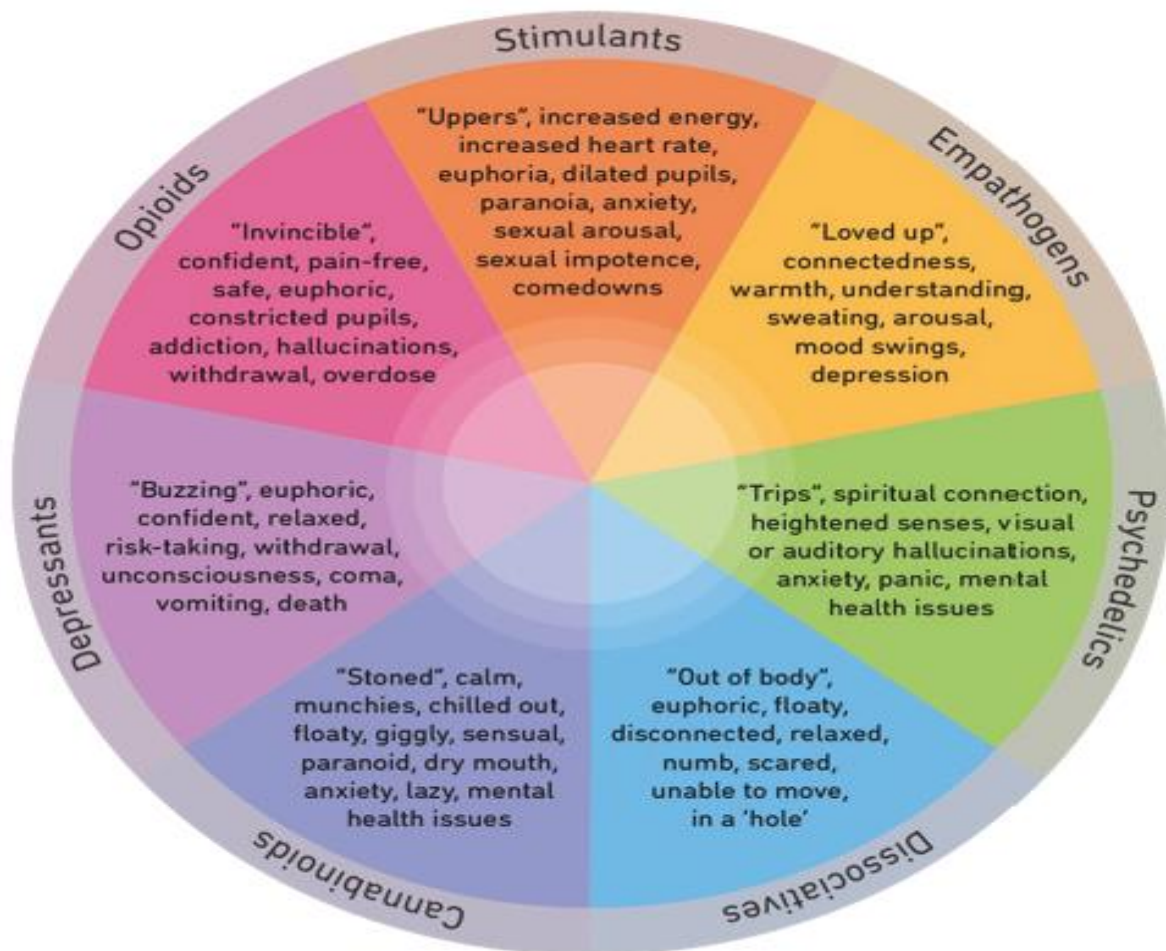 Stimulants
"Uppers", increased energy,
increased heart rate,
euphoria, dilated pupils,
paranoia, anxiety,
sexual arousal,
sexual impotence,
comedowns
Empathogens
"Loved up",
connectedness,
warmth, understanding,
sweating, arousal,
mood swings,
depression
Psychedelics
"Trips", spiritual connection,
heightened senses, visual
or auditory hallucinations,
anxiety, panic, mental
health issues
Dissociatives
"Out of body",
euphoric, floaty,
disconnected, relaxed,
numb, scared,
unable to move,
in a 'hole'
Cannabinoids
"Stoned", calm,
munchies, chilled out,
floaty, giggly, sensual,
paranoid, dry mouth,
anxiety, lazy, mental
health issues
Depressants
"Buzzing", euphoric,
confident, relaxed,
risk-taking, withdrawal,
unconsciousness, coma,
vomiting, death
Opioids
"Invincible",
confident, pain-free,
safe, euphoric,
constricted pupils,
addiction, hallucinations,
withdrawal, overdose